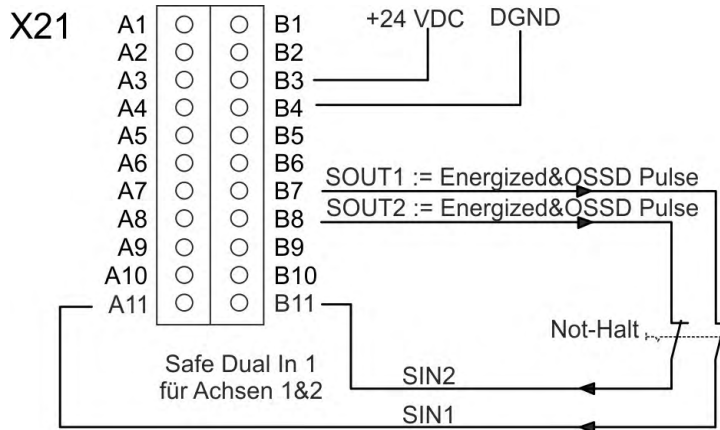 X21
A1 B1 +24 VDC DGND
A2 B2
A3 B3
A4 B4
A5 B5
A6 B6
A7 B7 SOUT1 := Energized&OSSD Pulse
A8 B8 SOUT2 := Energized&OSSD Pulse
A9 B9
A10 B10
A11 B11
Not-Halt
Safe Dual In 1
für Achsen 1&2
SIN2
SIN1